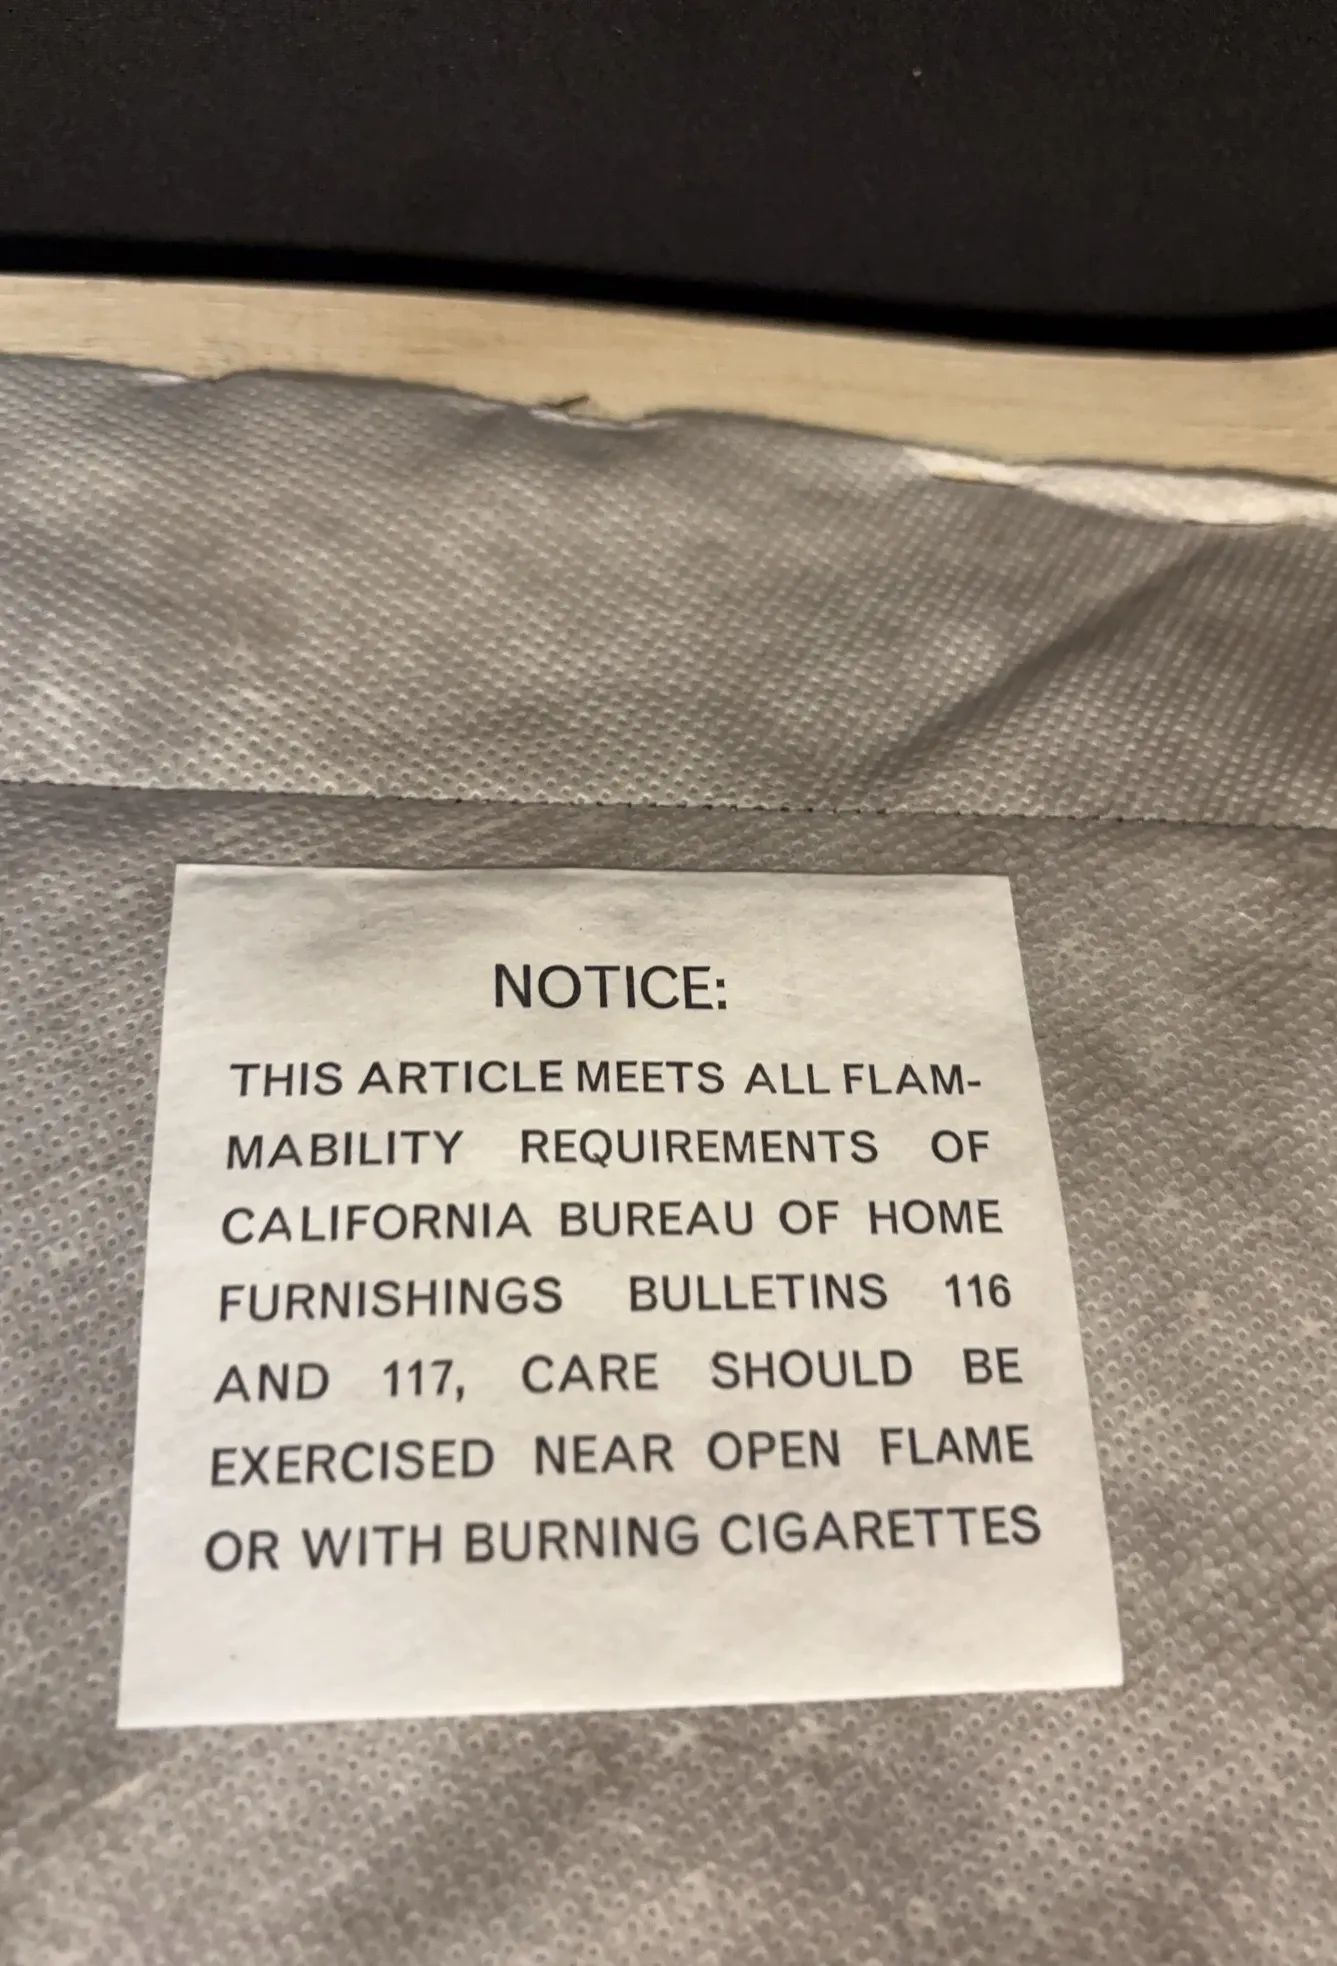 NOTICE:
THIS ARTICLE MEETS ALL FLAM-
MABILITY REQUIREMENTS OF
CALIFORNIA BUREAU OF HOME
FURNISHINGS BULLETINS 116
AND 117, CARE SHOULD BE
EXERCISED NEAR OPEN FLAME
OR WITH BURNING CIGARETTES